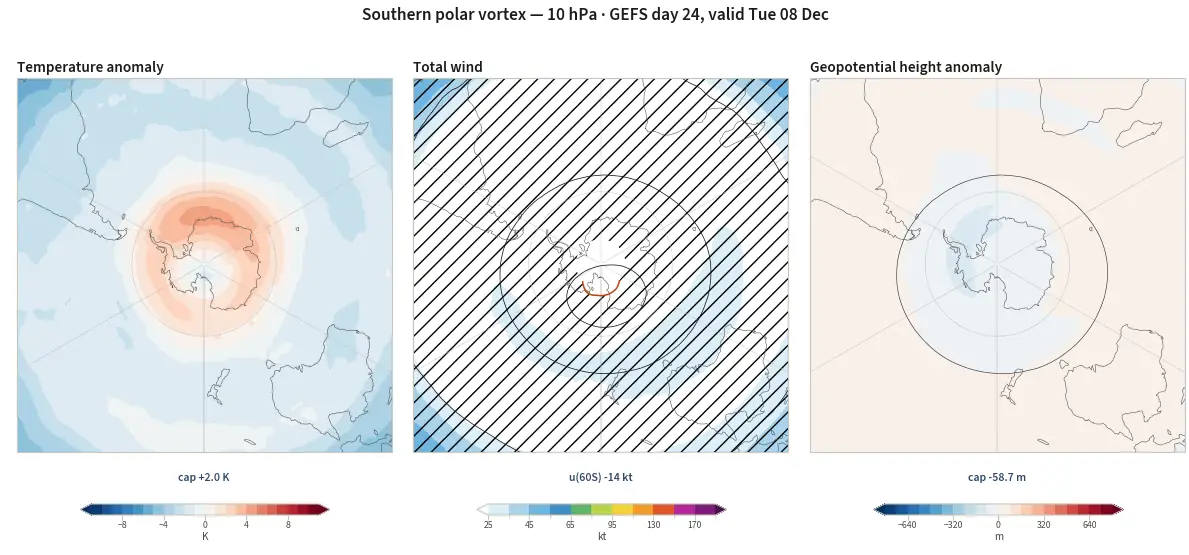 Southern polar vortex — 10 hPa · GEFS day 24, valid Tue 08 Dec
Temperature anomaly
Total wind
Geopotential height anomaly
cap +2.0 K
u(60S) -14 kt
cap -58.7 m
−8 −4 0 4 8
K
25 45 65 95 130 170
kt
−640 −320 0 320 640
m